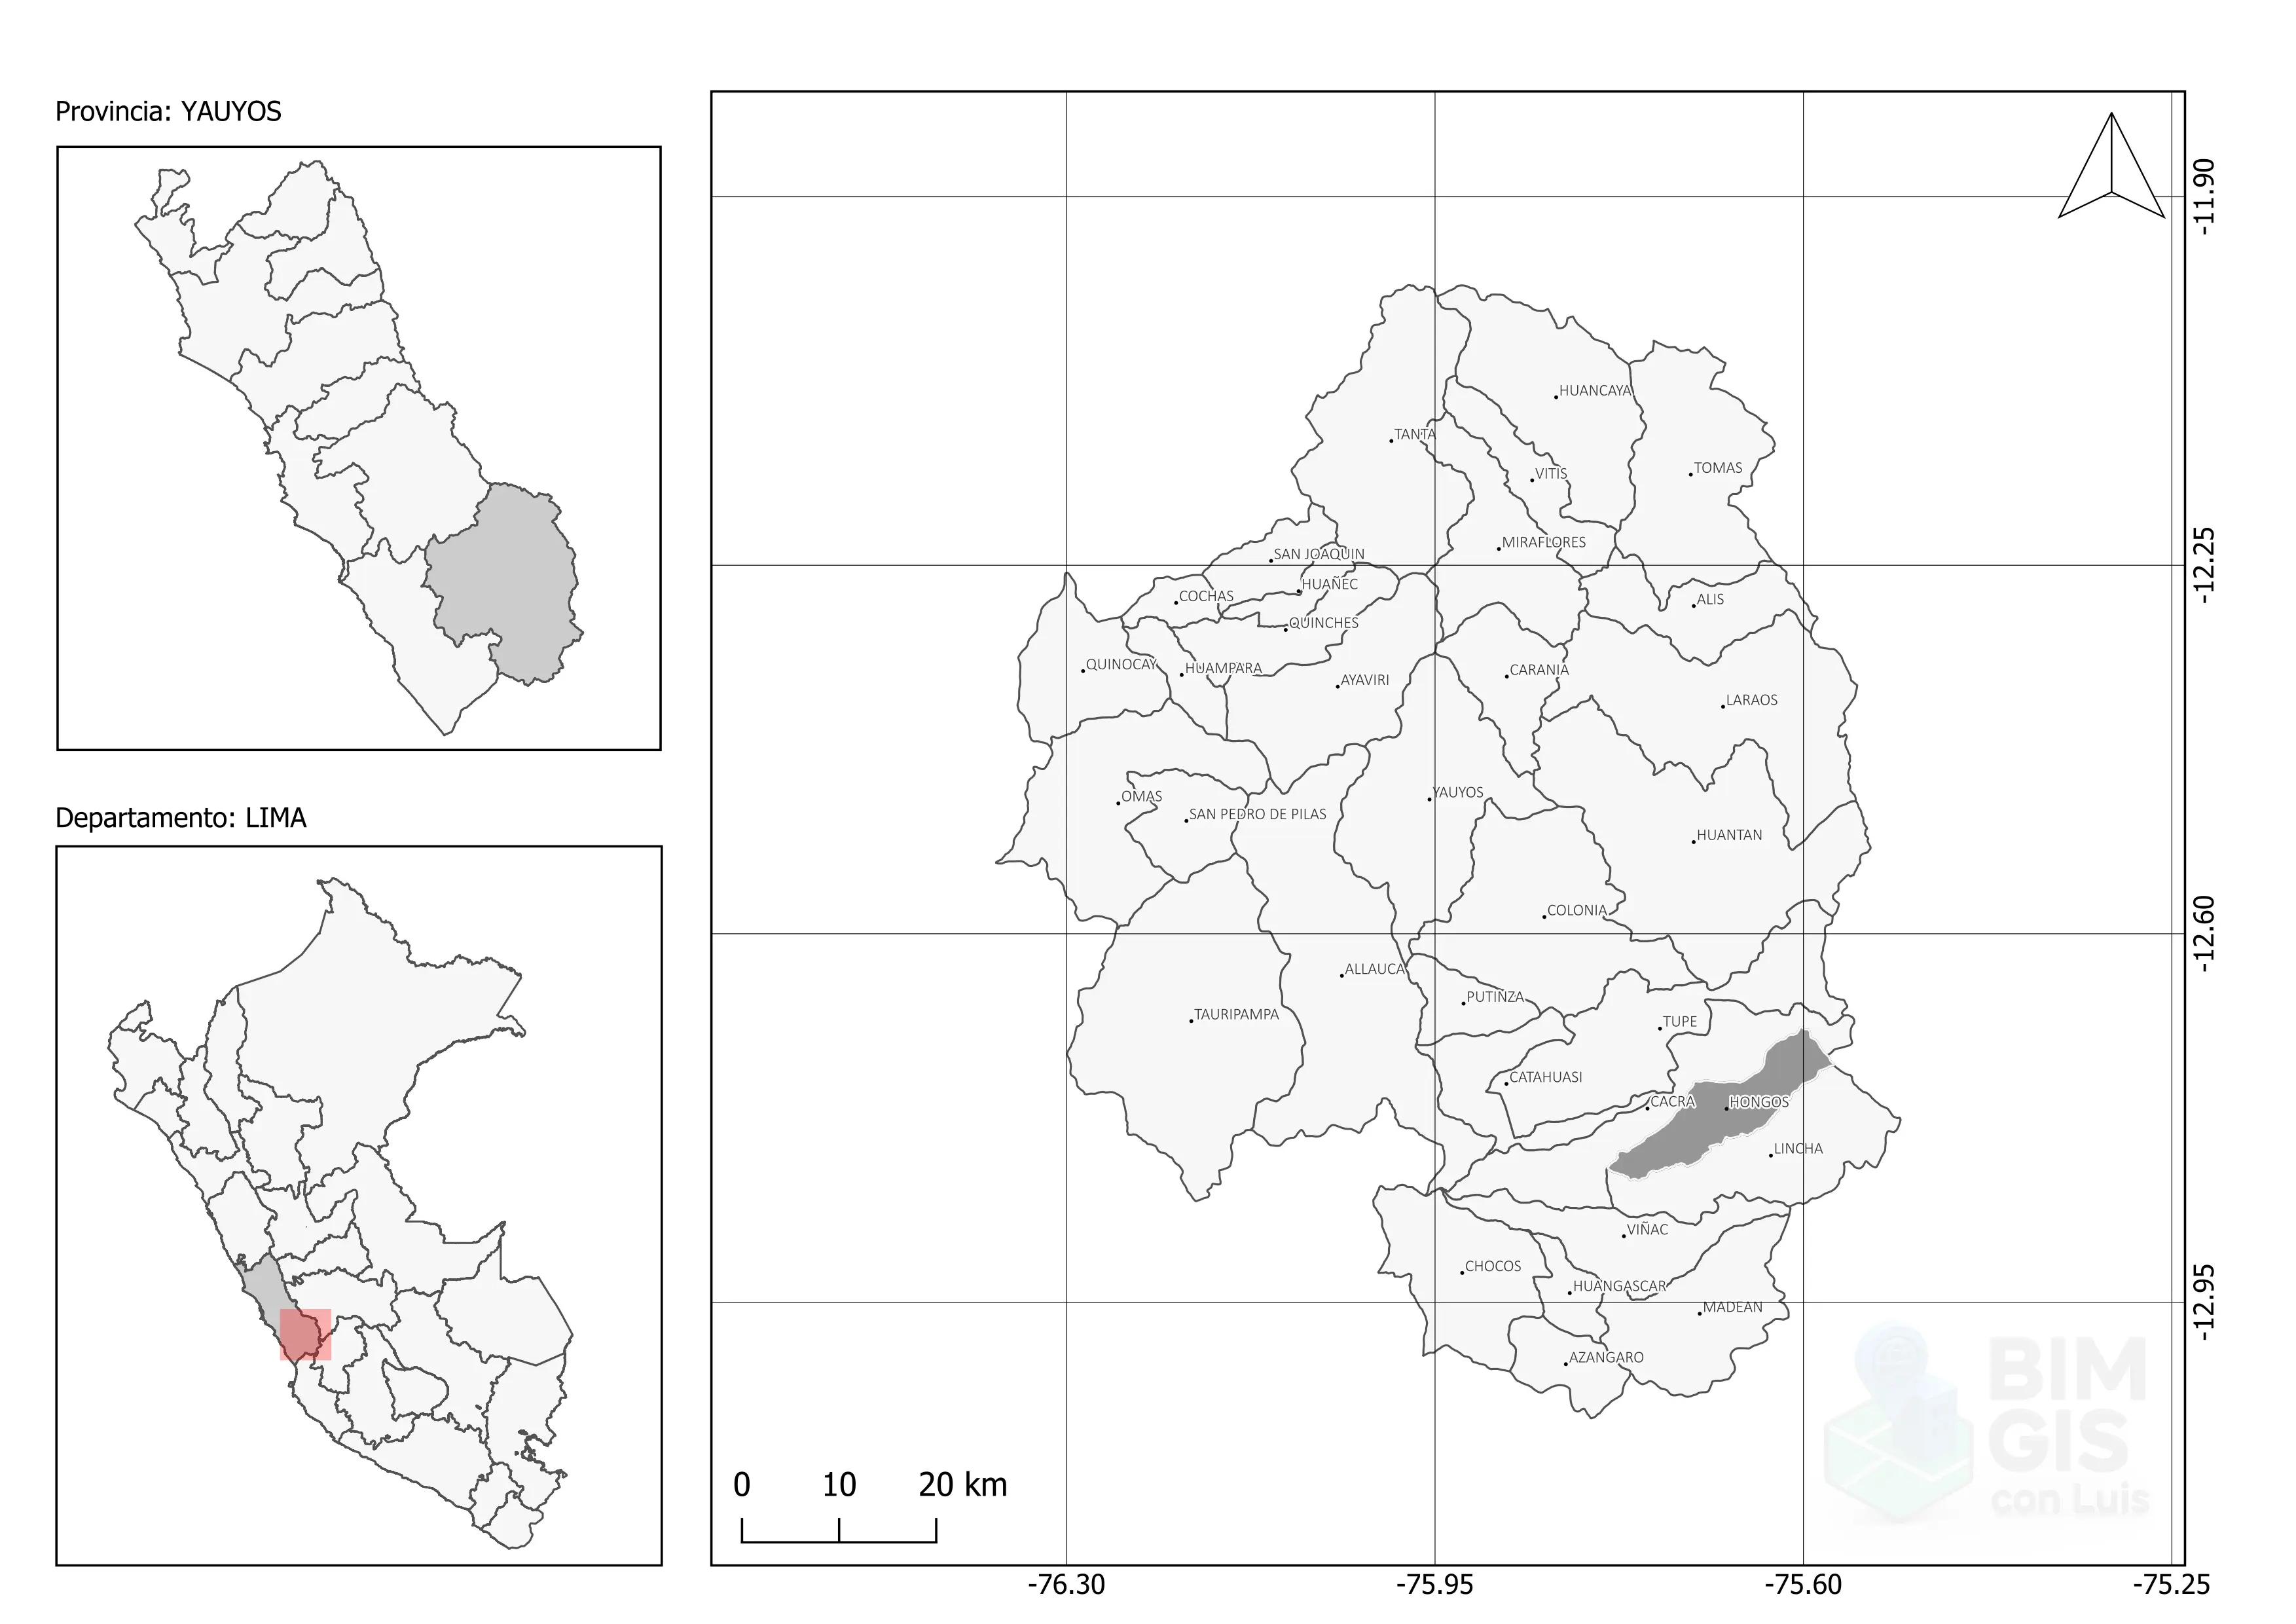 Provincia: YAUYOS
Departamento: LIMA
HUANCAYA
TANTA
TOMAS
VITIS
MIRAFLORES
SAN JOAQUIN
HUAÑEC
COCHAS
ALIS
QUINCHES
QUINOCAY
HUAMPARA
CARANIA
AYAVIRI
LARAOS
YAUYOS
OMAS
SAN PEDRO DE PILAS
HUANTAN
COLONIA
ALLAUCA
PUTINZA
TAURIPAMPA
TUPE
CATAHUASI
CACRA
HONGOS
LINCHA
VIÑAC
CHOCOS
HUANGASCAR
MADEAN
AZANGARO
-11.90
-12.25
-12.60
-12.95
0 10 20 km
-76.30 -75.95 -75.60 -75.25
BIM
GIS
con Luis